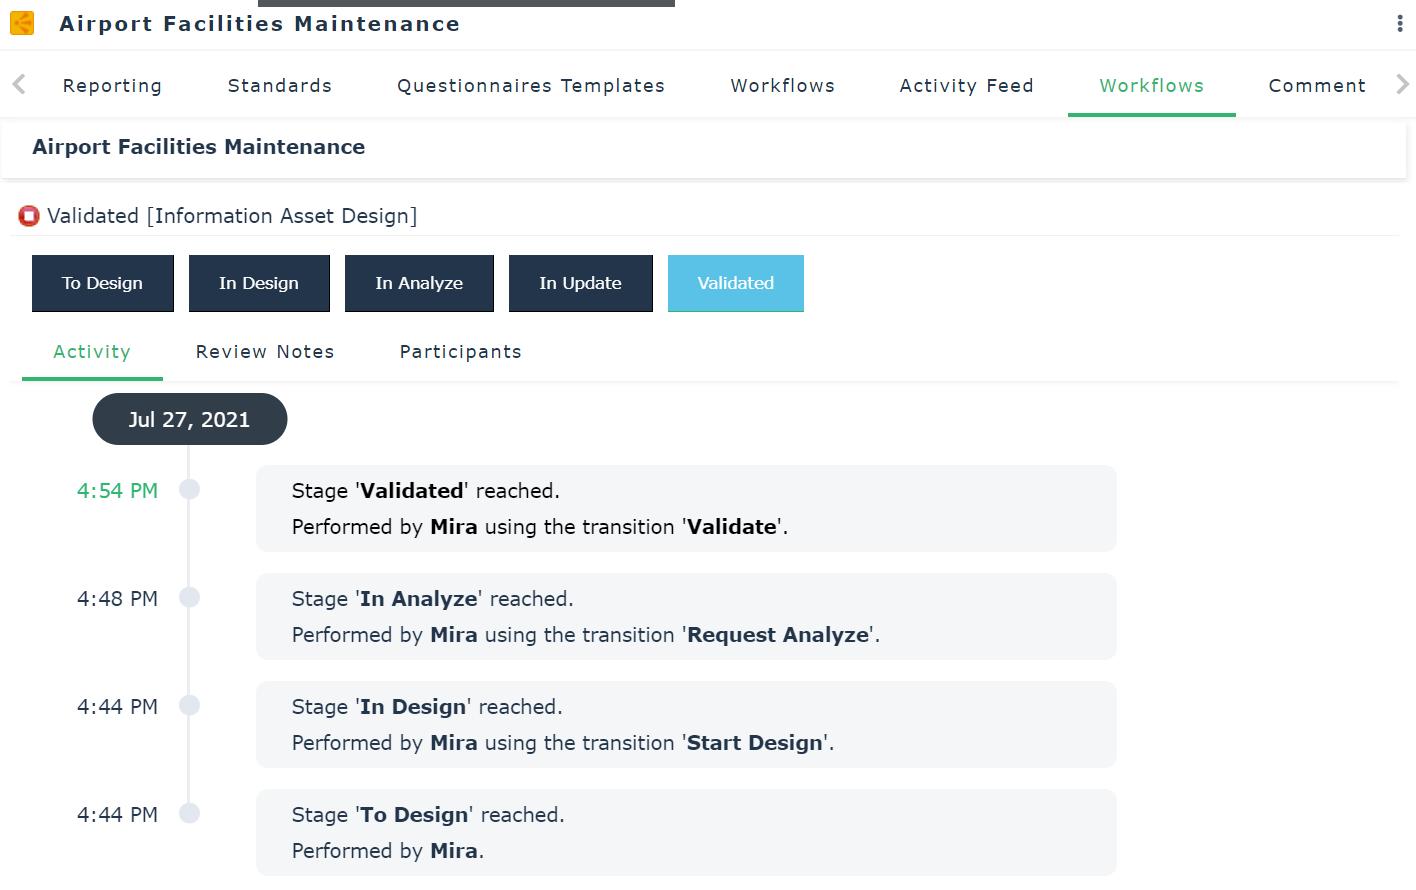 Airport Facilities Maintenance
Reporting Standards Questionnaires Templates Workflows Activity Feed Workflows Comment
Airport Facilities Maintenance
Validated [Information Asset Design]
To Design In Design In Analyze In Update Validated
Activity Review Notes Participants
Jul 27, 2021
4:54 PM Stage 'Validated' reached.
Performed by Mira using the transition 'Validate'.
4:48 PM Stage 'In Analyze' reached.
Performed by Mira using the transition 'Request Analyze'.
4:44 PM Stage 'In Design' reached.
Performed by Mira using the transition 'Start Design'.
4:44 PM Stage 'To Design' reached.
Performed by Mira.